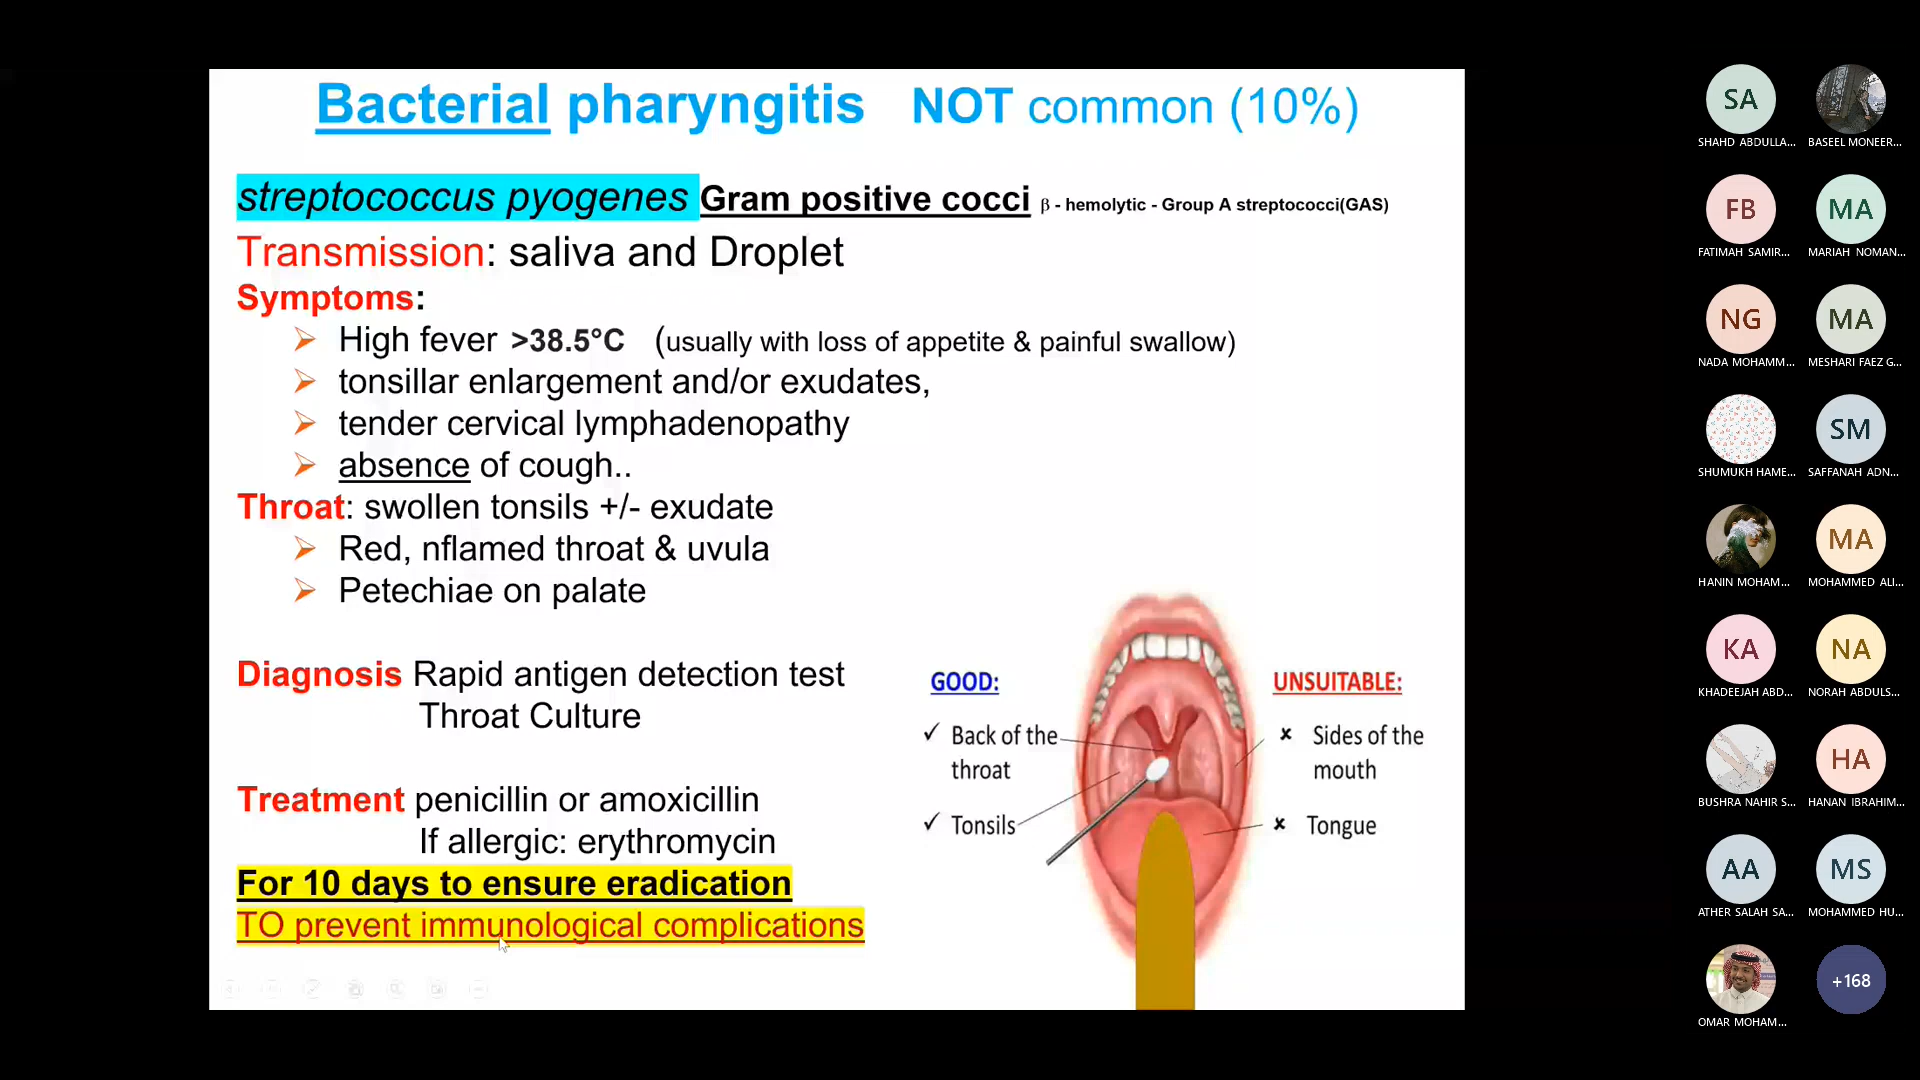 Bacterial pharyngitis NOT common (10%)
streptococcus pyogenes Gram positive cocci β - hemolytic - Group A streptococci(GAS)
Transmission: saliva and Droplet
Symptoms:
High fever >38.5°C (usually with loss of appetite & painful swallow)
tonsillar enlargement and/or exudates,
tender cervical lymphadenopathy
absence of cough..
Throat: swollen tonsils +/- exudate
Red, nflamed throat & uvula
Petechiae on palate
Diagnosis Rapid antigen detection test
Throat Culture
Treatment penicillin or amoxicillin
If allergic: erythromycin
For 10 days to ensure eradication
TO prevent immunological complications
GOOD:
✓ Back of the
throat
✓ Tonsils
UNSUITABLE:
× Sides of the
mouth
× Tongue
SA
SHAHD ABDULLA...
BASEEL MONEER...
FB
FATIMAH SAMIR...
MA
MARIAH NOMAN...
NG
NADA MOHAMM...
MA
MESHARI FAEZ G...
SHUMUKH HAME...
SM
SAFFANAH ADN...
HANIN MOHAM...
MA
MOHAMMED ALI...
KA
KHADEEJAH ABD...
NA
NORAH ABDULS...
BUSHRA NAHIR S...
HA
HANAN IBRAHIM...
AA
ATHER SALAH SA...
MS
MOHAMMED HU...
OMAR MOHAM...
+168